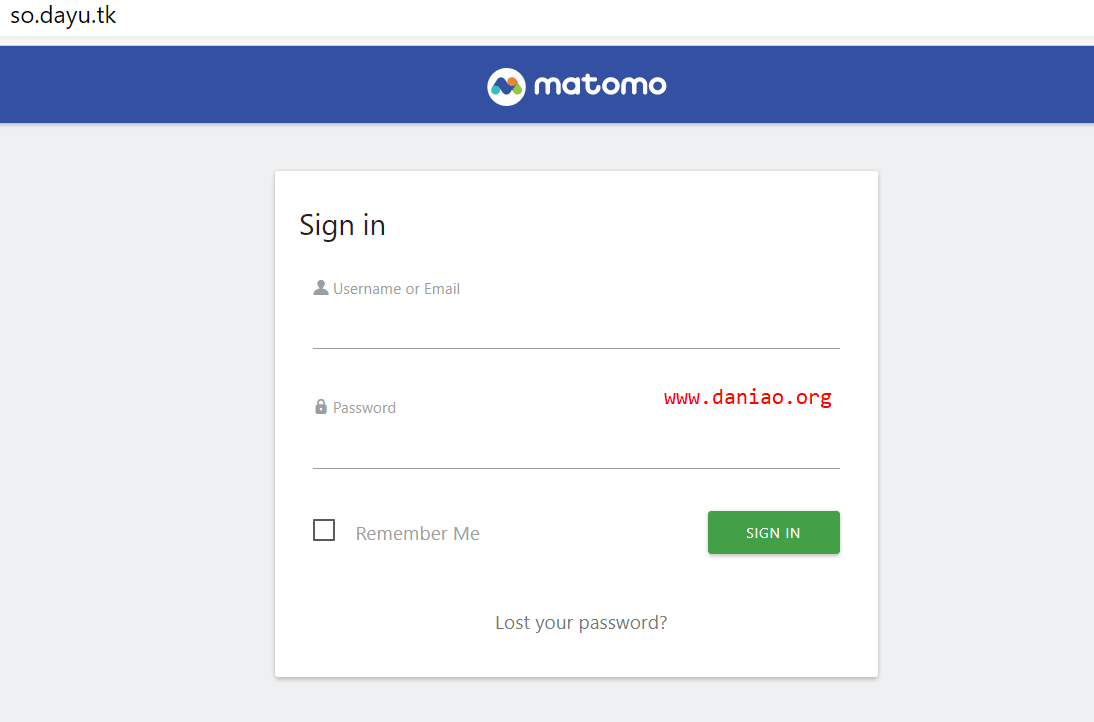 so.dayu.tk
matomo
Sign in
Username or Email
www.daniao.org
Password
Remember Me
SIGN IN
Lost your password?